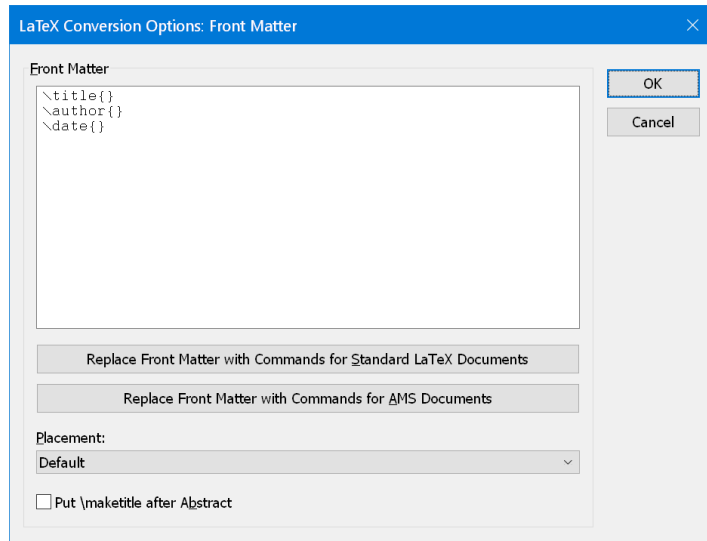 LaTeX Conversion Options: Front Matter
Front Matter
OK
\title{}
\author{}
\date{}
Cancel
Replace Front Matter with Commands for Standard LaTeX Documents
Replace Front Matter with Commands for AMS Documents
Placement:
Default
Put \maketitle after Abstract